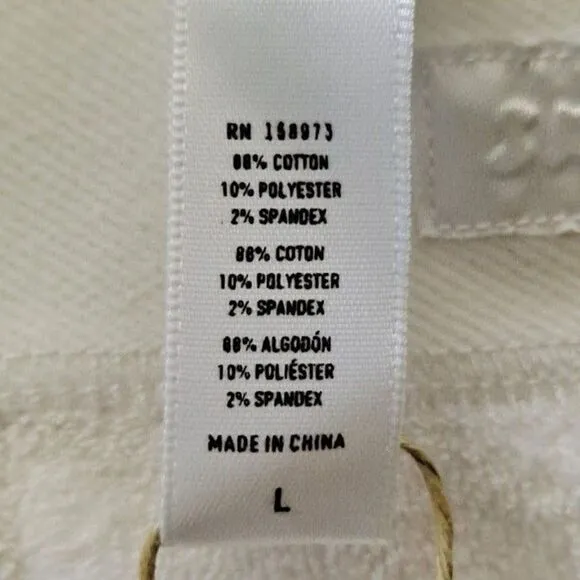 RN 158973
88% COTTON
10% POLYESTER
2% SPANDEX
88% COTON
10% POLYESTER
2% SPANDEX
88% ALGODÓN
10% POLIÉSTER
2% SPANDEX
MADE IN CHINA
L